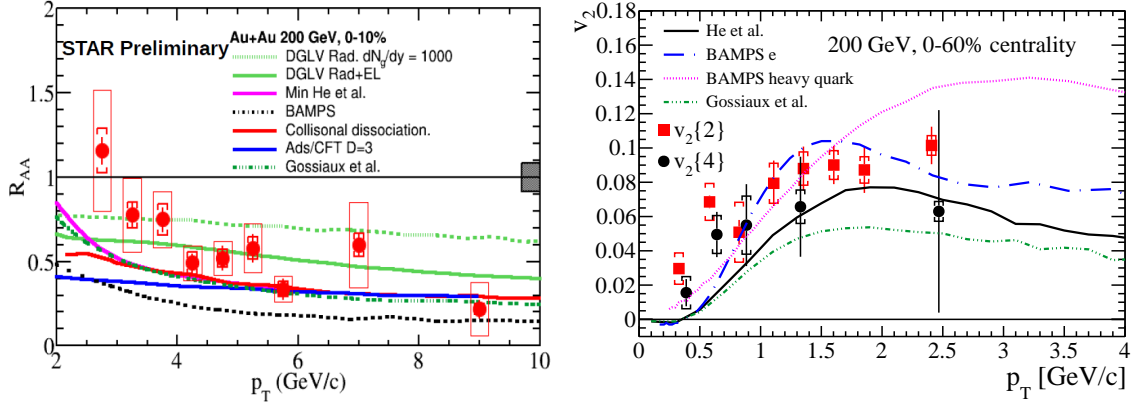 STAR Preliminary
Au+Au 200 GeV, 0-10%
DGLV Rad. dNg/dy = 1000
DGLV Rad+EL
Min He et al.
BAMPS
Collisonal dissociation.
Ads/CFT D=3
Gossiaux et al.
R_AA
2
1.5
1
0.5
0
2 4 6 8 10
p_T (GeV/c)
v_2
200 GeV, 0-60% centrality
He et al.
BAMPS e
BAMPS heavy quark
Gossiaux et al.
v_2{2}
v_2{4}
0.18
0.16
0.14
0.12
0.1
0.08
0.06
0.04
0.02
0
0 0.5 1 1.5 2 2.5 3 3.5 4
p_T [GeV/c]